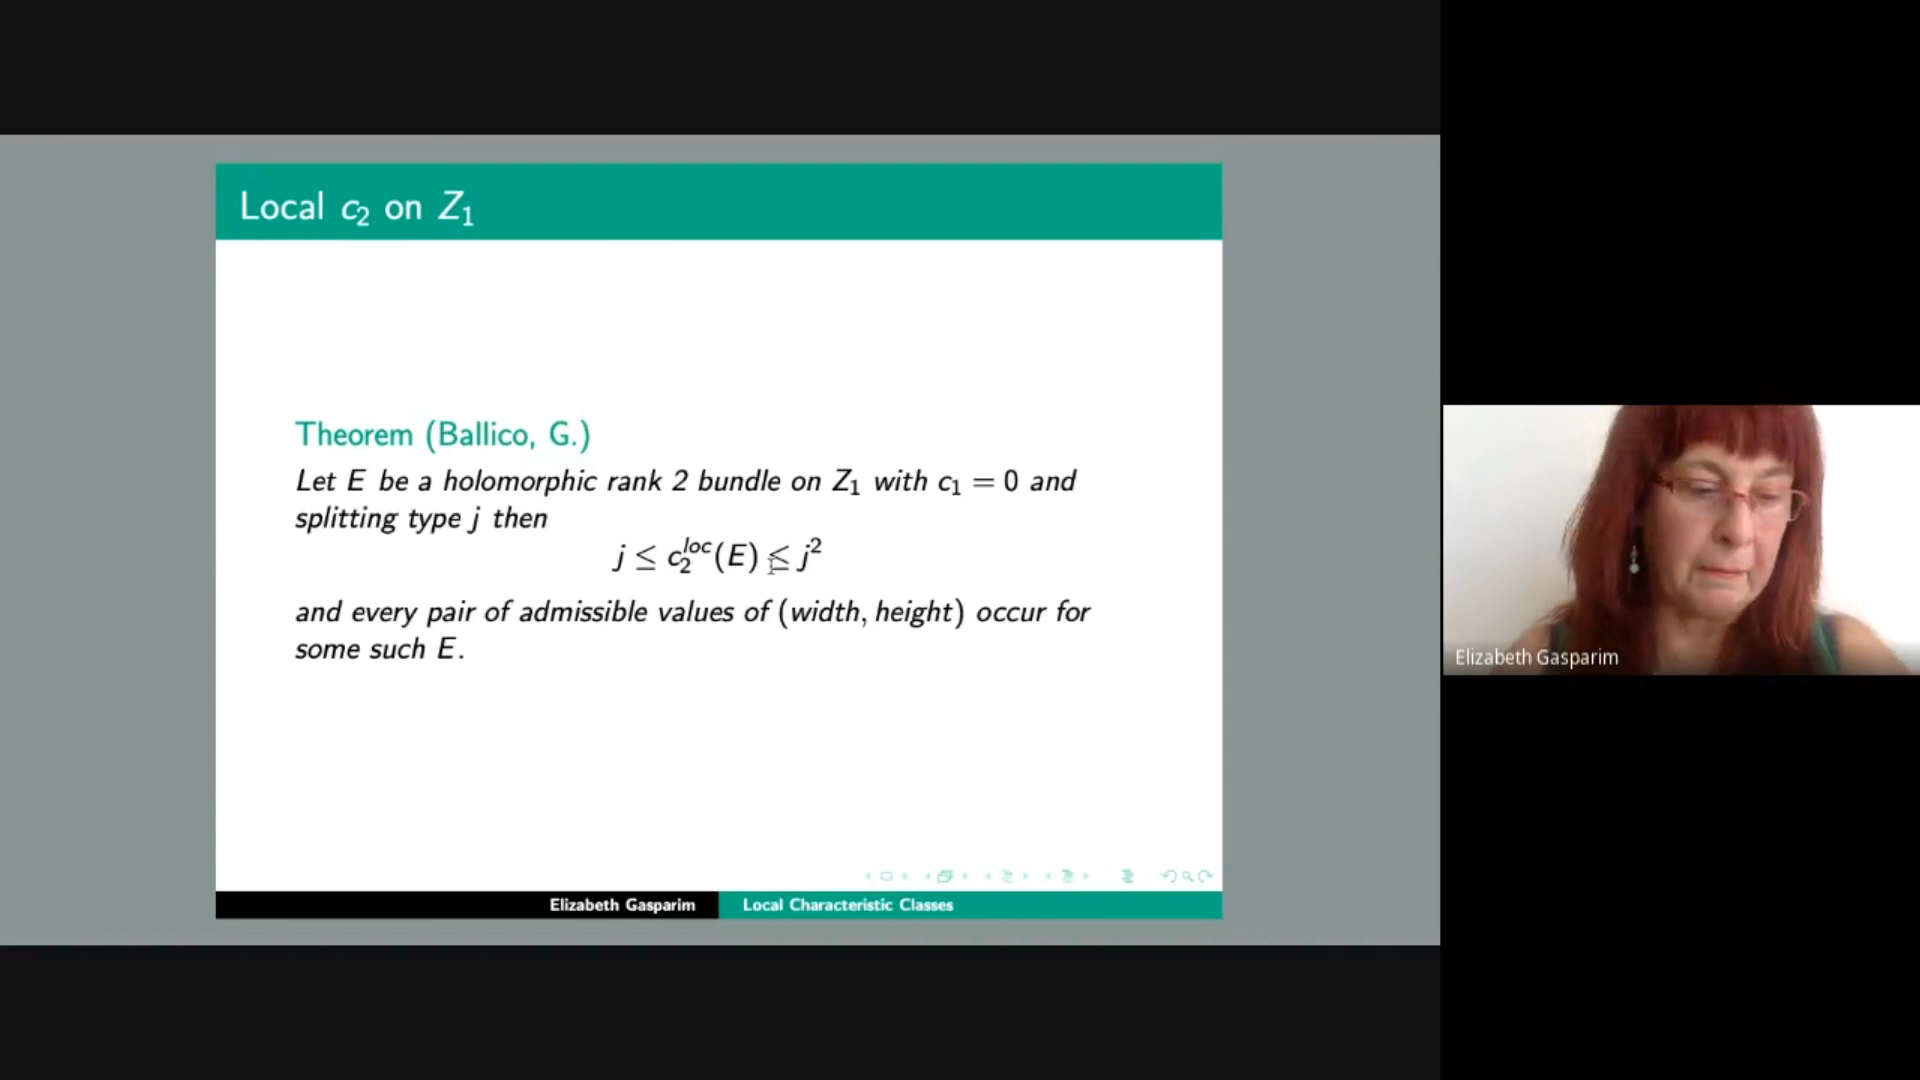 Local c₂ on Z₁
Theorem (Ballico, G.)
Let E be a holomorphic rank 2 bundle on Z₁ with c₁ = 0 and
splitting type j then
j ≤ c₂ˡᵒᶜ(E) ≤ j²
and every pair of admissible values of (width, height) occur for
some such E.
Elizabeth Gasparim
Elizabeth Gasparim Local Characteristic Classes